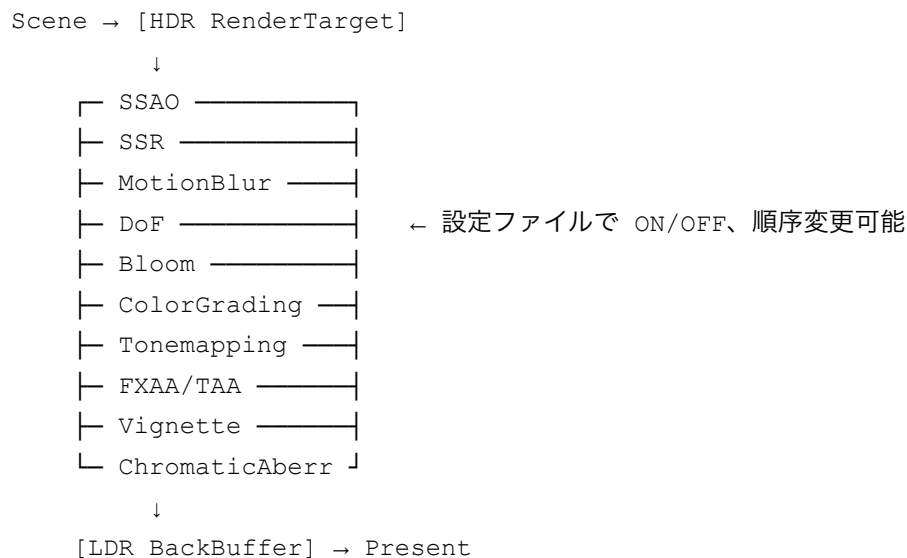 Scene → [HDR RenderTarget]
↓
┌─ SSAO ──────────┐
├─ SSR ───────────┤
├─ MotionBlur ────┤
├─ DoF ───────────┤ ← 設定ファイルで ON/OFF、順序変更可能
├─ Bloom ─────────┤
├─ ColorGrading ──┤
├─ Tonemapping ───┤
├─ FXAA/TAA ──────┤
├─ Vignette ──────┤
└─ ChromaticAberr ┘
↓
[LDR BackBuffer] → Present